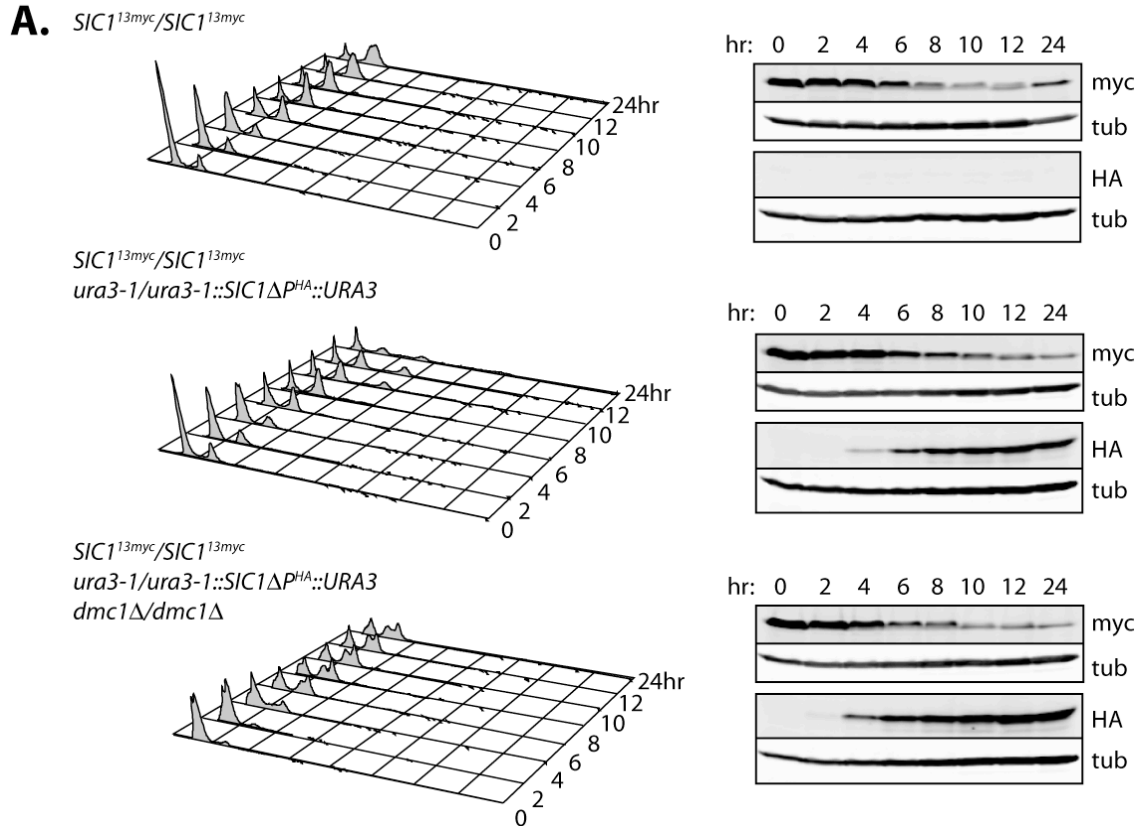 A.
SIC1^13myc/SIC1^13myc
24hr
12
10
8
6
4
2
0
hr: 0 2 4 6 8 10 12 24
myc
tub
HA
tub
SIC1^13myc/SIC1^13myc
ura3-1/ura3-1::SIC1ΔP^HA::URA3
24hr
12
10
8
6
4
2
0
hr: 0 2 4 6 8 10 12 24
myc
tub
HA
tub
SIC1^13myc/SIC1^13myc
ura3-1/ura3-1::SIC1ΔP^HA::URA3
dmc1Δ/dmc1Δ
24hr
12
10
8
6
4
2
0
hr: 0 2 4 6 8 10 12 24
myc
tub
HA
tub